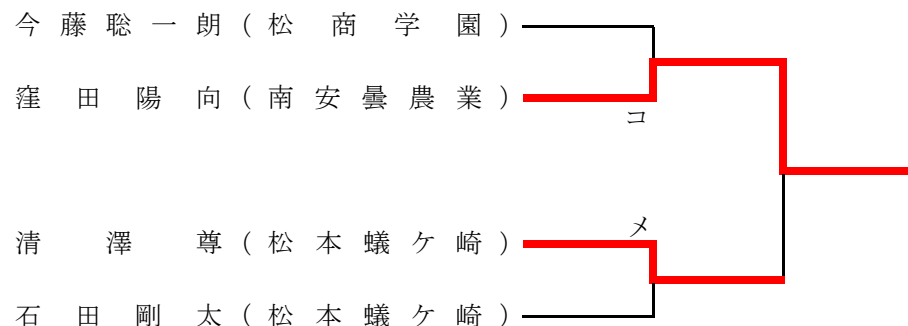 今藤聡一朗(松商学園)
窪田陽向(南安曇農業)
コ
メ
清澤尊(松本蟻ケ崎)
石田剛太(松本蟻ケ崎)